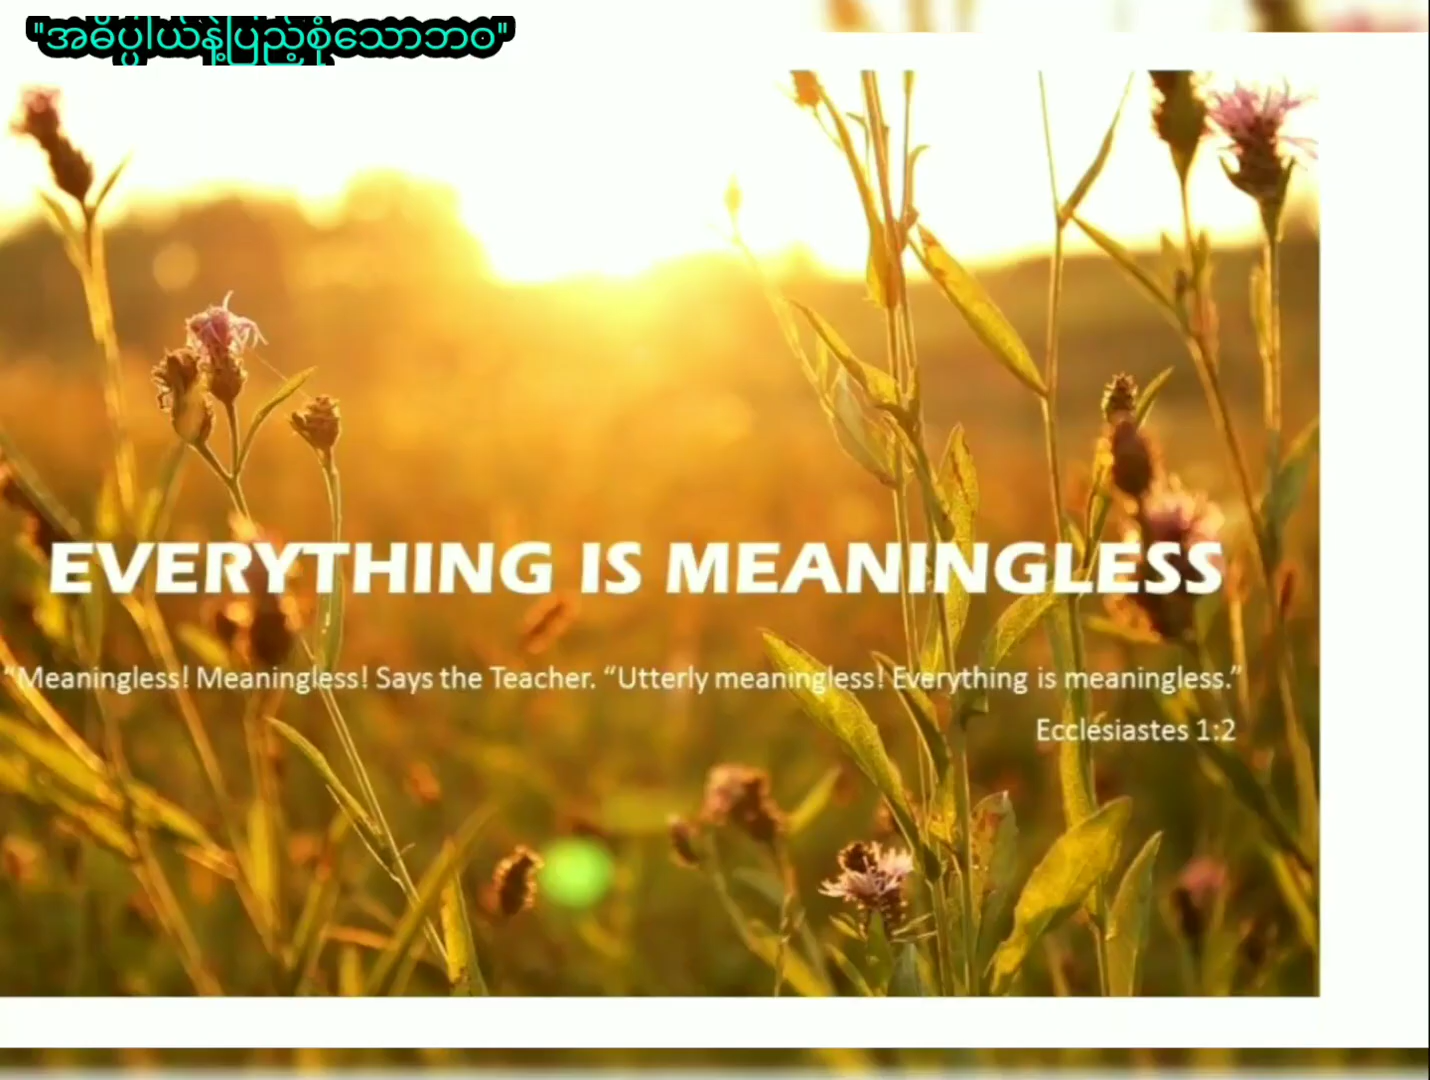 "အဓိပ္ပါယ်နဲ့ပြည့်စုံသောဘဝ"
EVERYTHING IS MEANINGLESS
“Meaningless! Meaningless! Says the Teacher. “Utterly meaningless! Everything is meaningless.”
Ecclesiastes 1:2